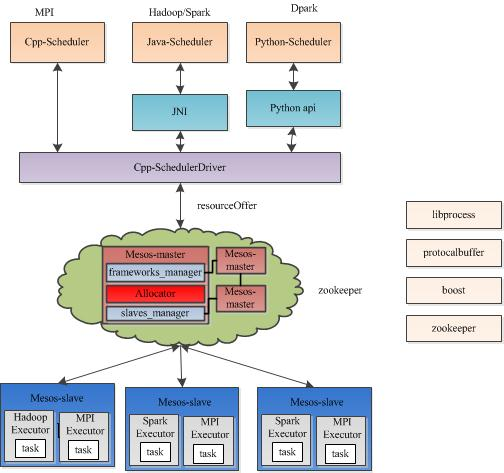 MPI
Hadoop/Spark
Dpark
Cpp-Scheduler
Java-Scheduler
Python-Scheduler
JNI
Python api
Cpp-SchedulerDriver
resourceOffer
libprocess
protocalbuffer
boost
zookeeper
Mesos-master
frameworks_manager
Allocator
slaves_manager
Mesos-
master
Mesos-
master
zookeeper
Mesos-slave
Hadoop
Executor
task
MPI
Executor
task
Mesos-slave
Spark
Executor
task
MPI
Executor
task
Mesos-slave
Spark
Executor
task
MPI
Executor
task